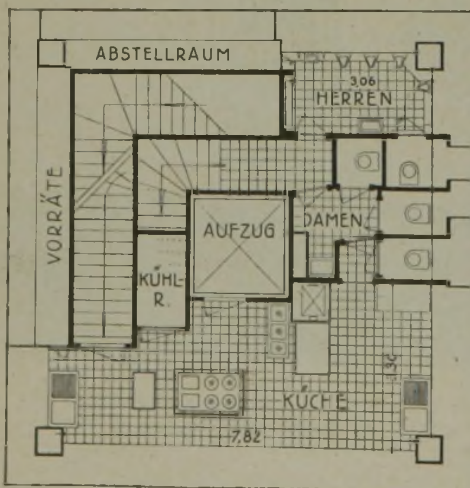 ABSTELLRAUM
3,06
HERREN
VORRÄTE
DAMEN
AUFZUG
KÜHL-
R.
KÜCHE
7,82